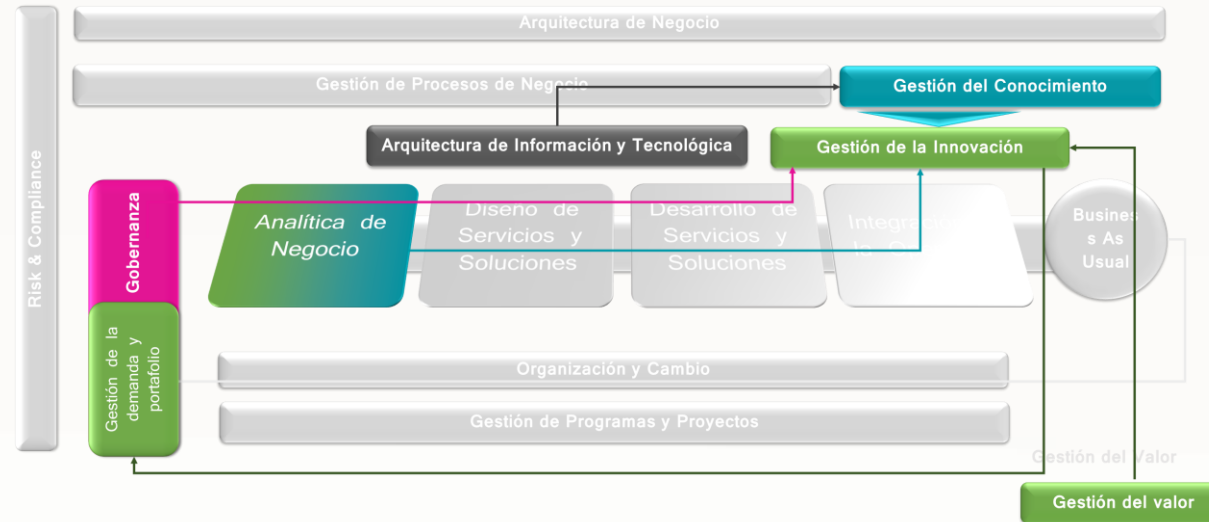 Arquitectura de Negocio
Gestión de Procesos de Negocio
Gestión del Conocimiento
Arquitectura de Información y Tecnológica
Gestión de la Innovación
Risk & Compliance
Gobernanza
Gestión de la
demanda y
portafolio
Analítica de
Negocio
Diseño de
Servicios y
Soluciones
Desarrollo de
Servicios y
Soluciones
la
Busines
s As
Usual
Organización y Cambio
Gestión de Programas y Proyectos
Gestión del Valor
Gestión del valor